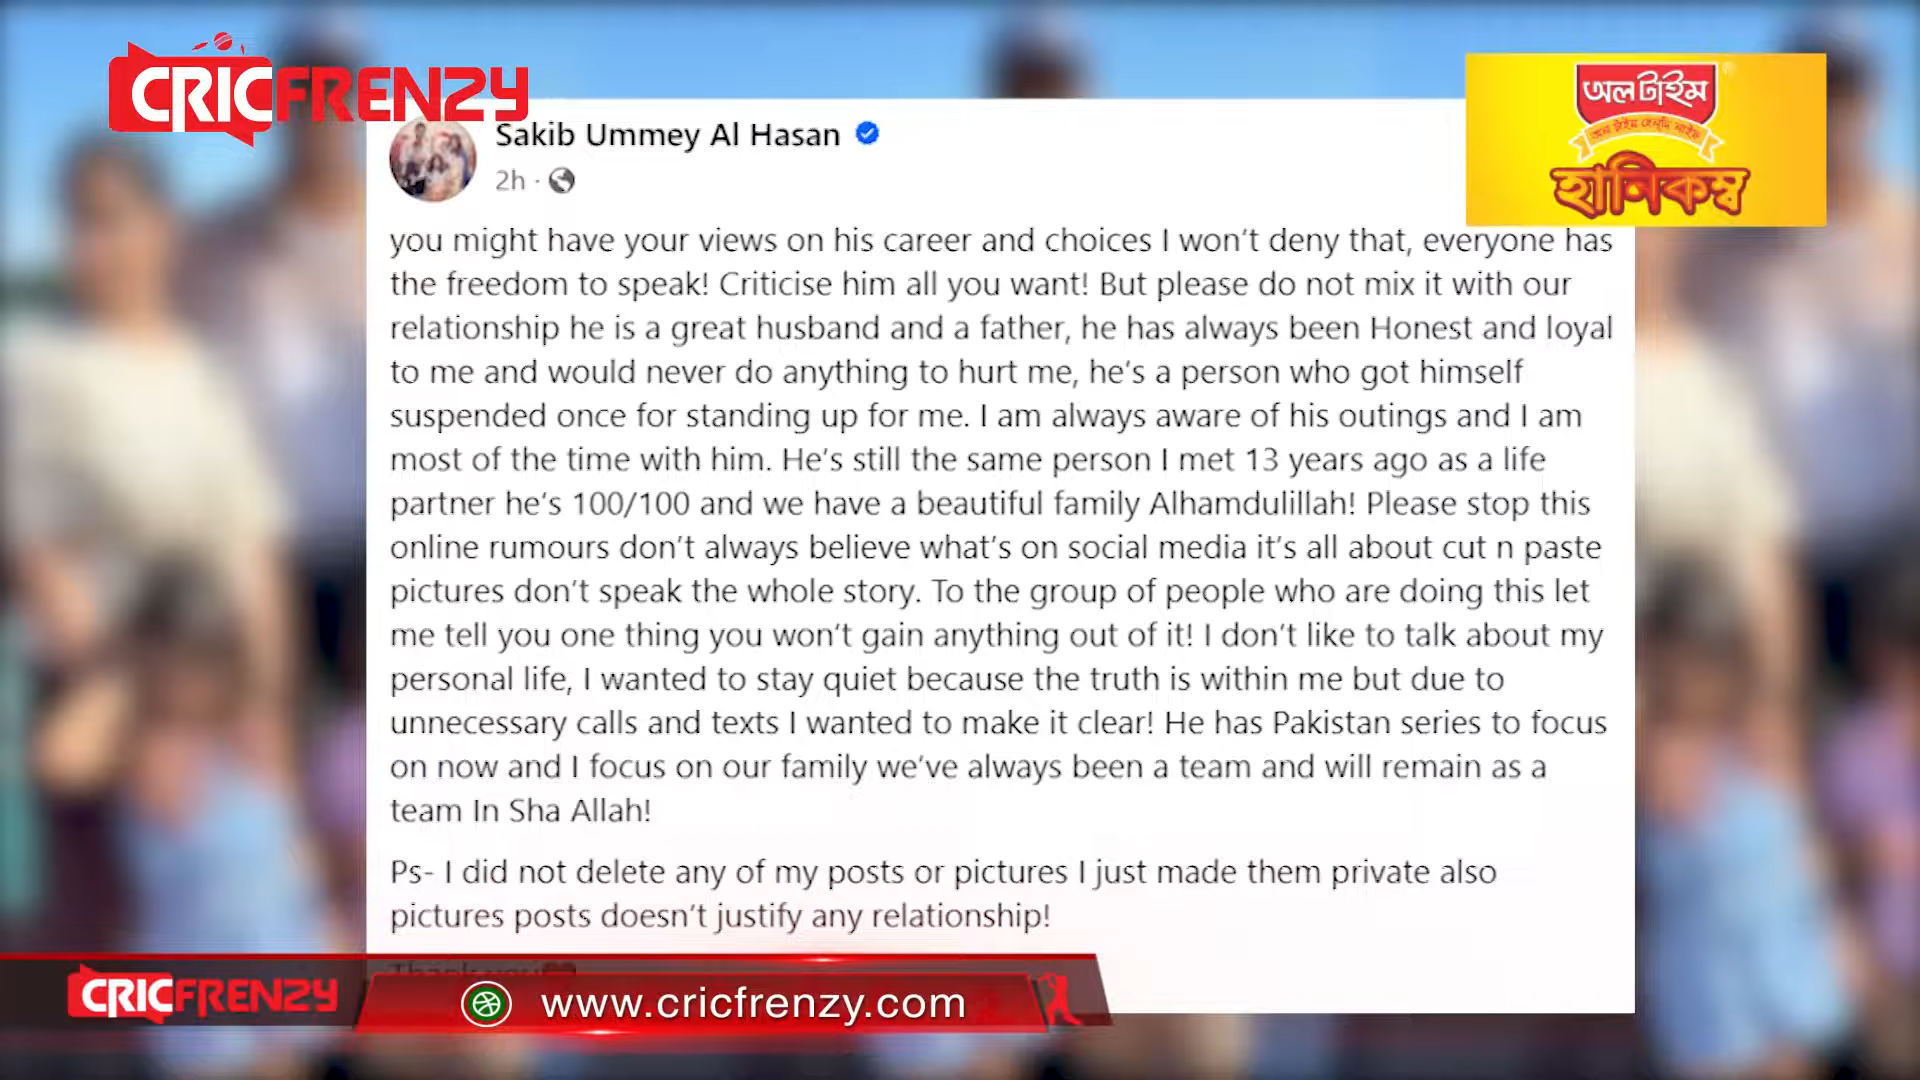 CRICFRENZY
অলটাইম
হানিকম্ব
Sakib Ummey Al Hasan
2h ·
you might have your views on his career and choices I won't deny that, everyone has
the freedom to speak! Criticise him all you want! But please do not mix it with our
relationship he is a great husband and a father, he has always been Honest and loyal
to me and would never do anything to hurt me, he's a person who got himself
suspended once for standing up for me. I am always aware of his outings and I am
most of the time with him. He's still the same person I met 13 years ago as a life
partner he's 100/100 and we have a beautiful family Alhamdulillah! Please stop this
online rumours don't always believe what's on social media it's all about cut n paste
pictures don't speak the whole story. To the group of people who are doing this let
me tell you one thing you won't gain anything out of it! I don't like to talk about my
personal life, I wanted to stay quiet because the truth is within me but due to
unnecessary calls and texts I wanted to make it clear! He has Pakistan series to focus
on now and I focus on our family we've always been a team and will remain as a
team In Sha Allah!
Ps- I did not delete any of my posts or pictures I just made them private also
pictures posts doesn't justify any relationship!
Thank you
CRICFRENZY
www.cricfrenzy.com